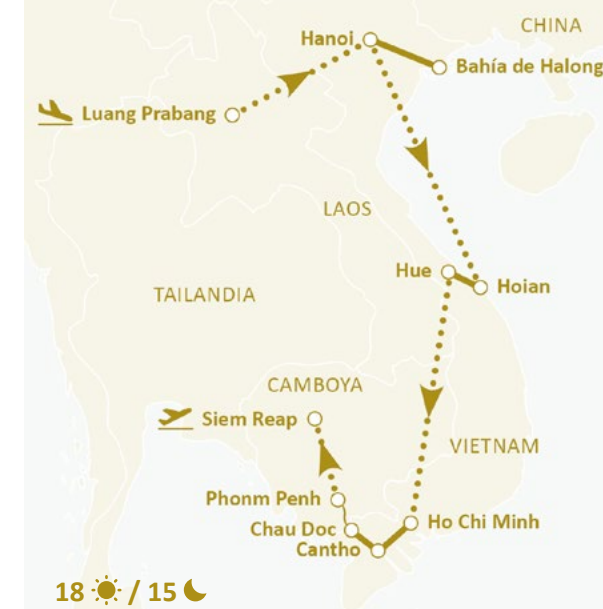 CHINA
Hanoi
Bahía de Halong
Luang Prabang
LAOS
Hue
Hoian
TAILANDIA
CAMBOYA
Siem Reap
VIETNAM
Phonm Penh
Ho Chi Minh
Chau Doc
Cantho
18 / 15